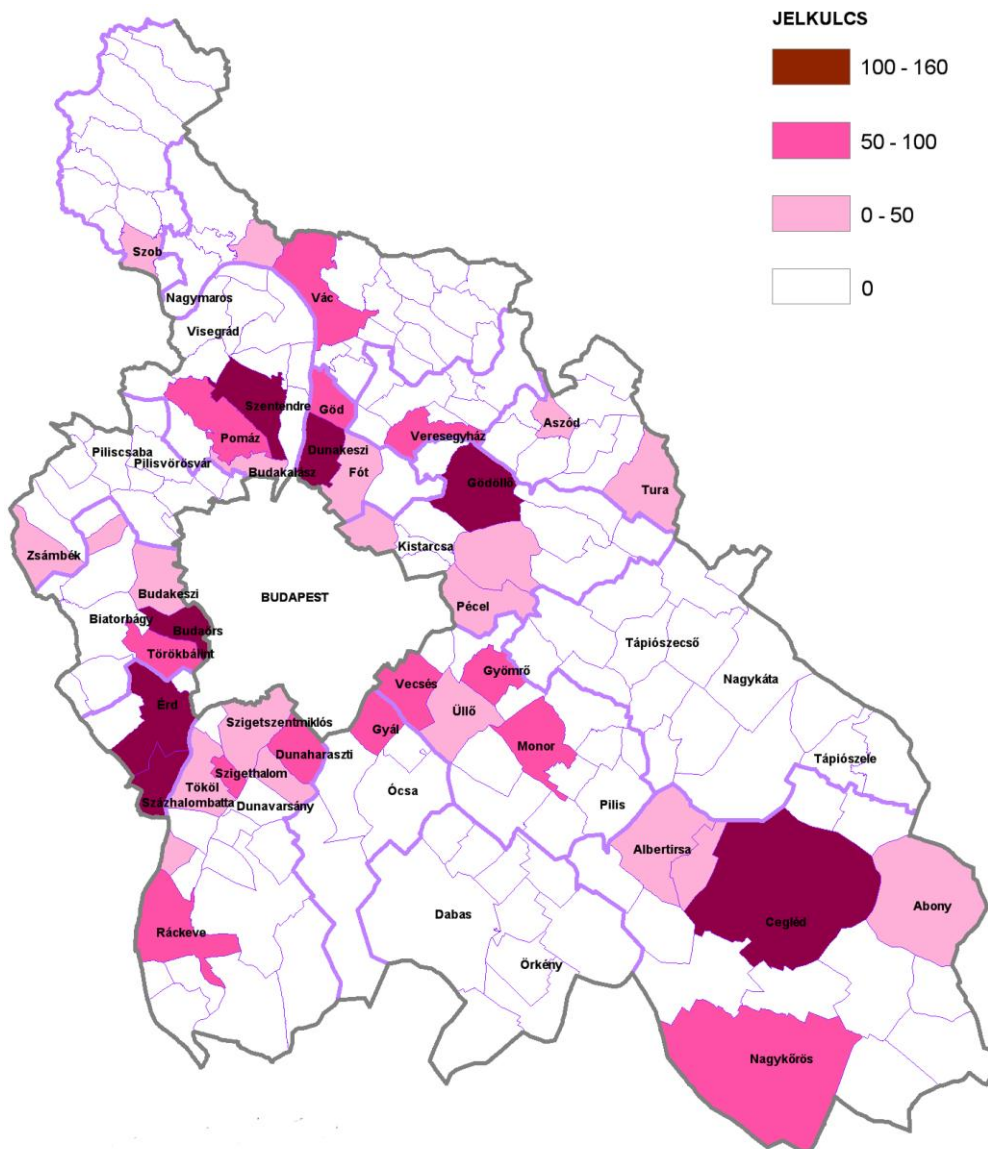 JELKULCS
100 - 160
50 - 100
0 - 50
0
Szob
Nagymaros
Vác
Visegrád
Szentendre
Göd
Pomáz
Veresegyház
Aszód
Dunakeszi
Piliscsaba
Pilisvörösvár
Budakalász
Fót
Gödöllő
Tura
Zsámbék
Kistarcsa
Budakeszi
BUDAPEST
Pécel
Biatorbágy
Budaörs
Törökbálint
Tápiószecső
Vecsés
Gyömrő
Nagykáta
Érd
Üllő
Szigetszentmiklós
Gyál
Dunaharaszti
Monor
Tápiószele
Szigethalom
Tököl
Ócsa
Százhalombatta
Dunavarsány
Pilis
Albertirsa
Abony
Dabas
Cegléd
Ráckeve
Örkény
Nagykőrös